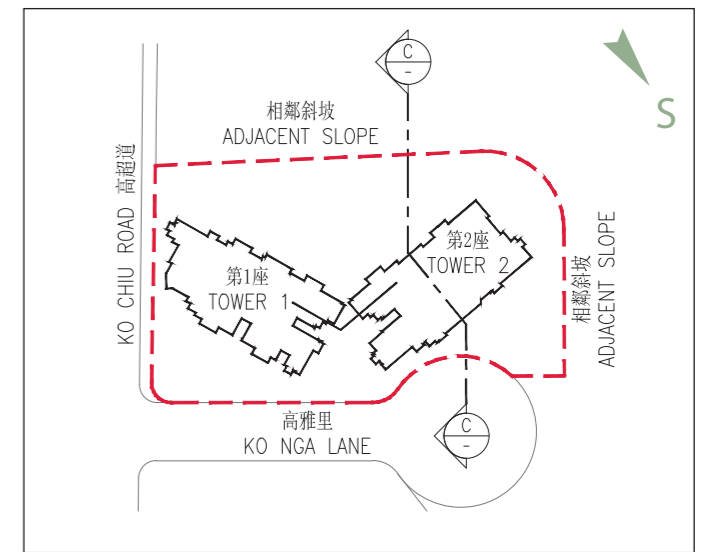 C
-
S
相鄰斜坡
ADJACENT SLOPE
KO CHIU ROAD 高超道
第1座
TOWER 1
第2座
TOWER 2
相鄰斜坡
ADJACENT SLOPE
高雅里
KO NGA LANE
C
-